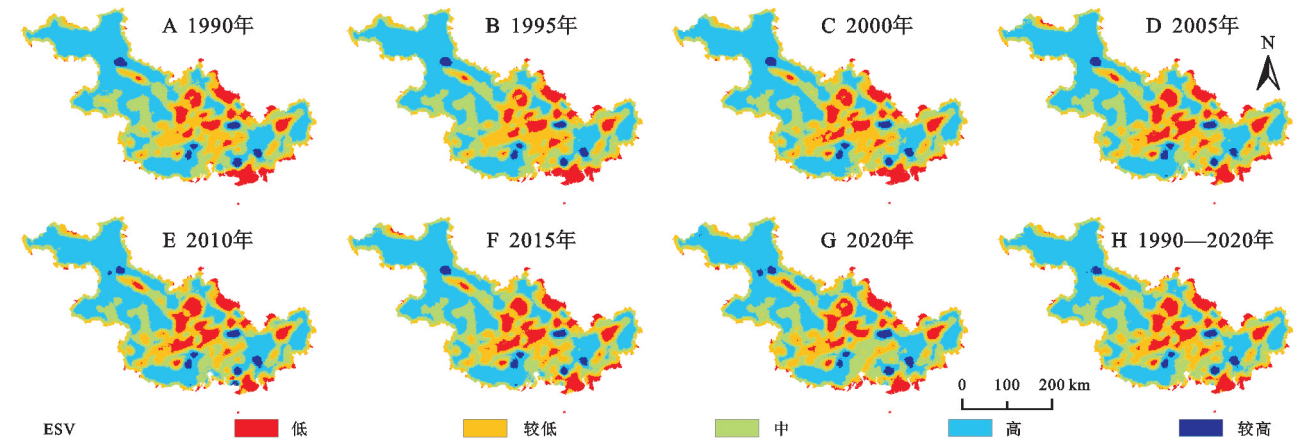 A 1990年
B 1995年
C 2000年
D 2005年
N
E 2010年
F 2015年
G 2020年
H 1990—2020年
0 100 200 km
ESV 低 较低 中 高 较高